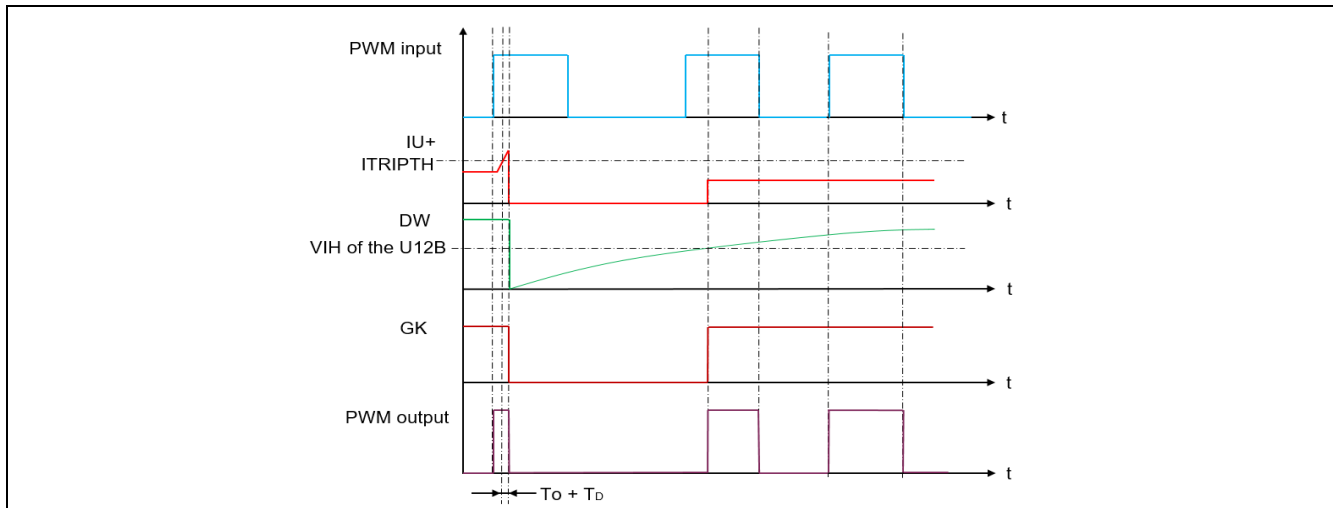 PWM input
t
IU+
ITRIPTH
t
DW
VIH of the U12B
t
GK
t
PWM output
t
To + TD